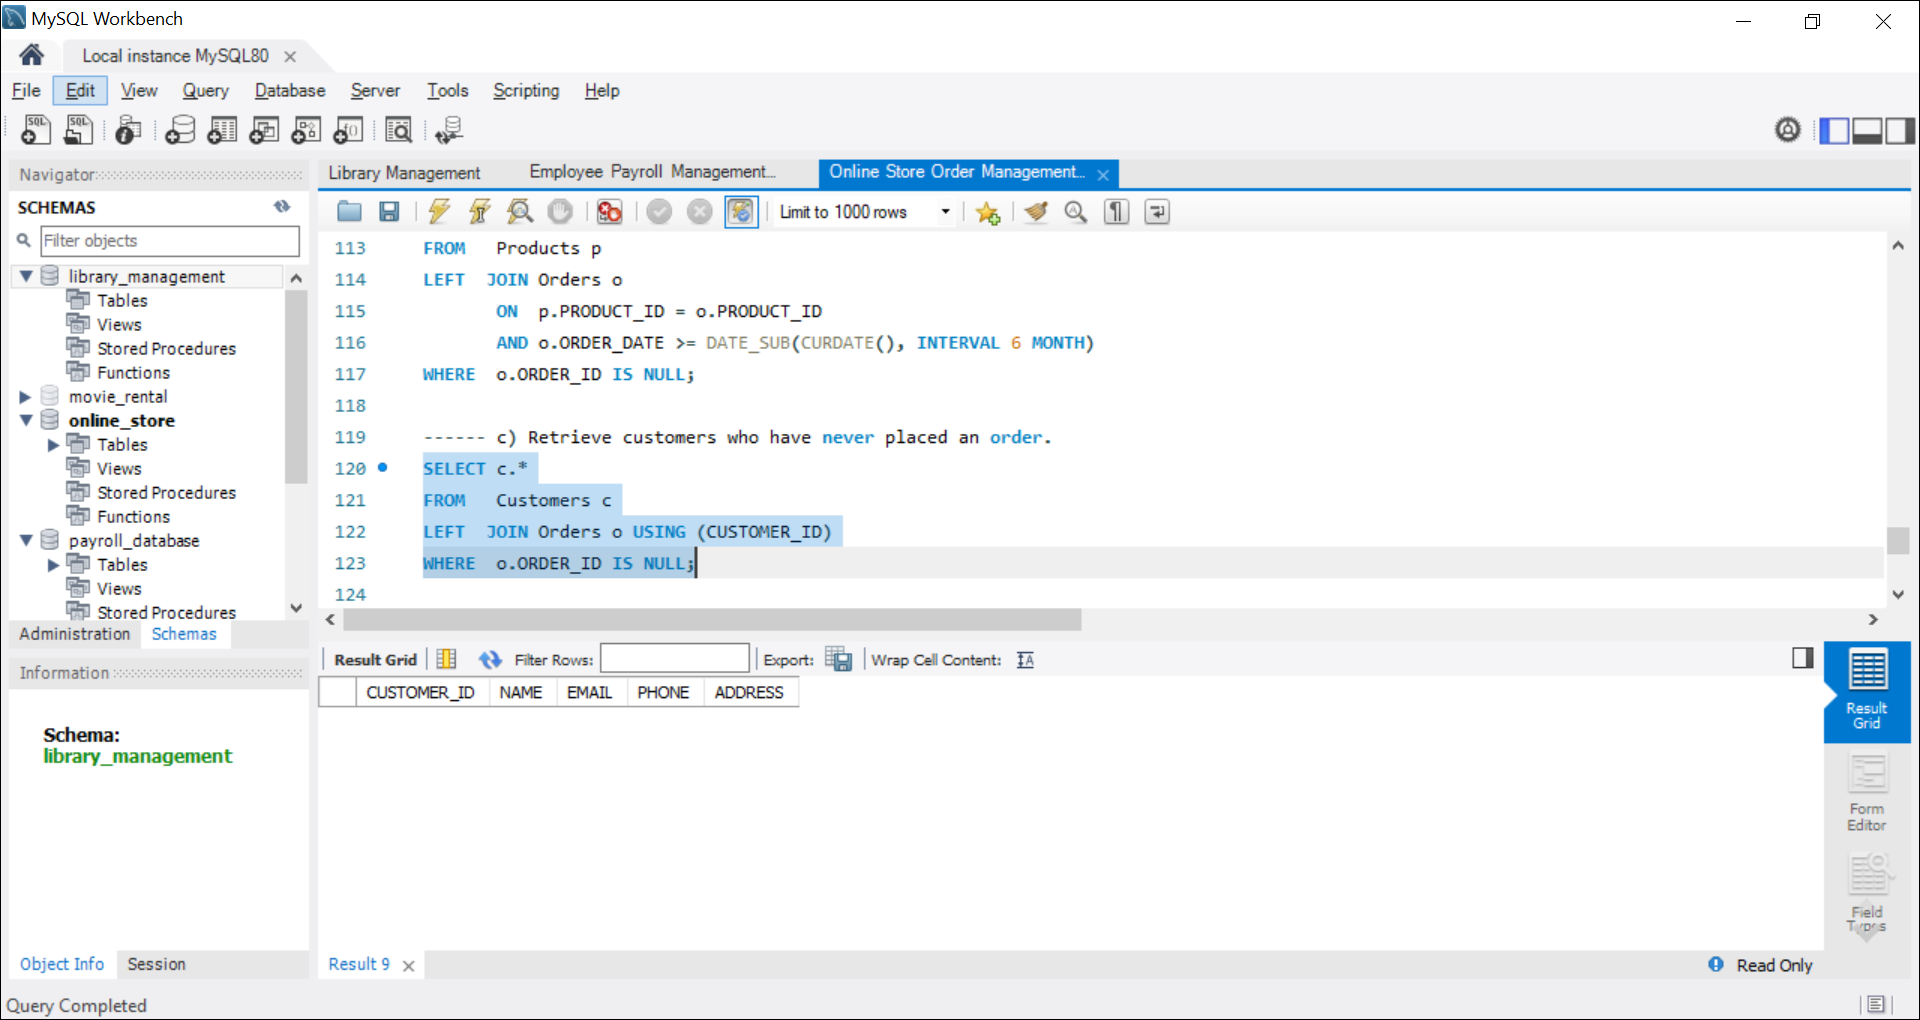 MySQL Workbench
Local instance MySQL80
File Edit View Query Database Server Tools Scripting Help
Navigator
SCHEMAS
Filter objects
library_management
Tables
Views
Stored Procedures
Functions
movie_rental
online_store
Tables
Views
Stored Procedures
Functions
payroll_database
Tables
Views
Stored Procedures
Administration Schemas
Information
Schema:
library_management
Object Info Session
Query Completed
Library Management Employee Payroll Management... Online Store Order Management...
Limit to 1000 rows
113 FROM Products p
114 LEFT JOIN Orders o
115 ON p.PRODUCT_ID = o.PRODUCT_ID
116 AND o.ORDER_DATE >= DATE_SUB(CURDATE(), INTERVAL 6 MONTH)
117 WHERE o.ORDER_ID IS NULL;
118
119 ------ c) Retrieve customers who have never placed an order.
120 SELECT c.*
121 FROM Customers c
122 LEFT JOIN Orders o USING (CUSTOMER_ID)
123 WHERE o.ORDER_ID IS NULL;
124
Result Grid Filter Rows: Export: Wrap Cell Content:
CUSTOMER_ID NAME EMAIL PHONE ADDRESS
Result
Grid
Form
Editor
Field
Types
Result 9
Read Only